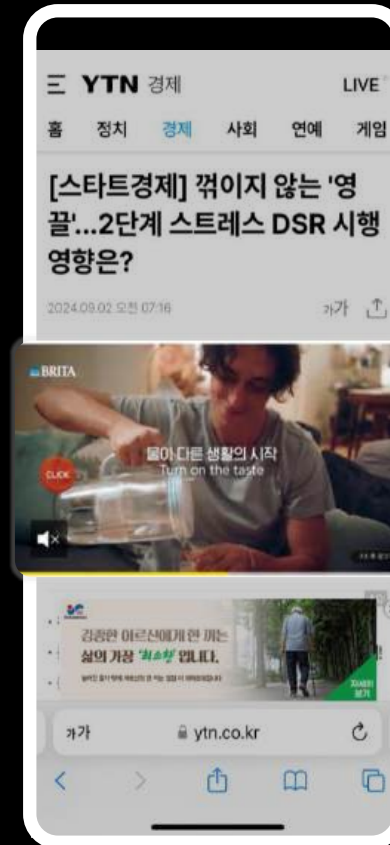 YTN 경제
LIVE
홈 정치 경제 사회 연예 게임
[스타트경제] 꺾이지 않는 '영
끌'...2단계 스트레스 DSR 시행
영향은?
2024.09.02 오전 07:16
가가
BRITA
물이 다른 생활의 시작
Turn on the taste
CLICK
김종한 어르신에게 한 끼는
삶의 가장 '최소한' 입니다.
자세히
보기
가가
ytn.co.kr